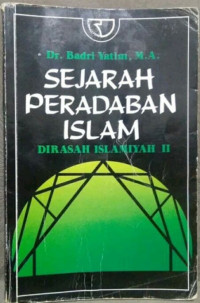 Dr. Badri Yatim, M.A.
SEJARAH
PERADABAN
ISLAM
DIRASAH ISLAMIYAH II